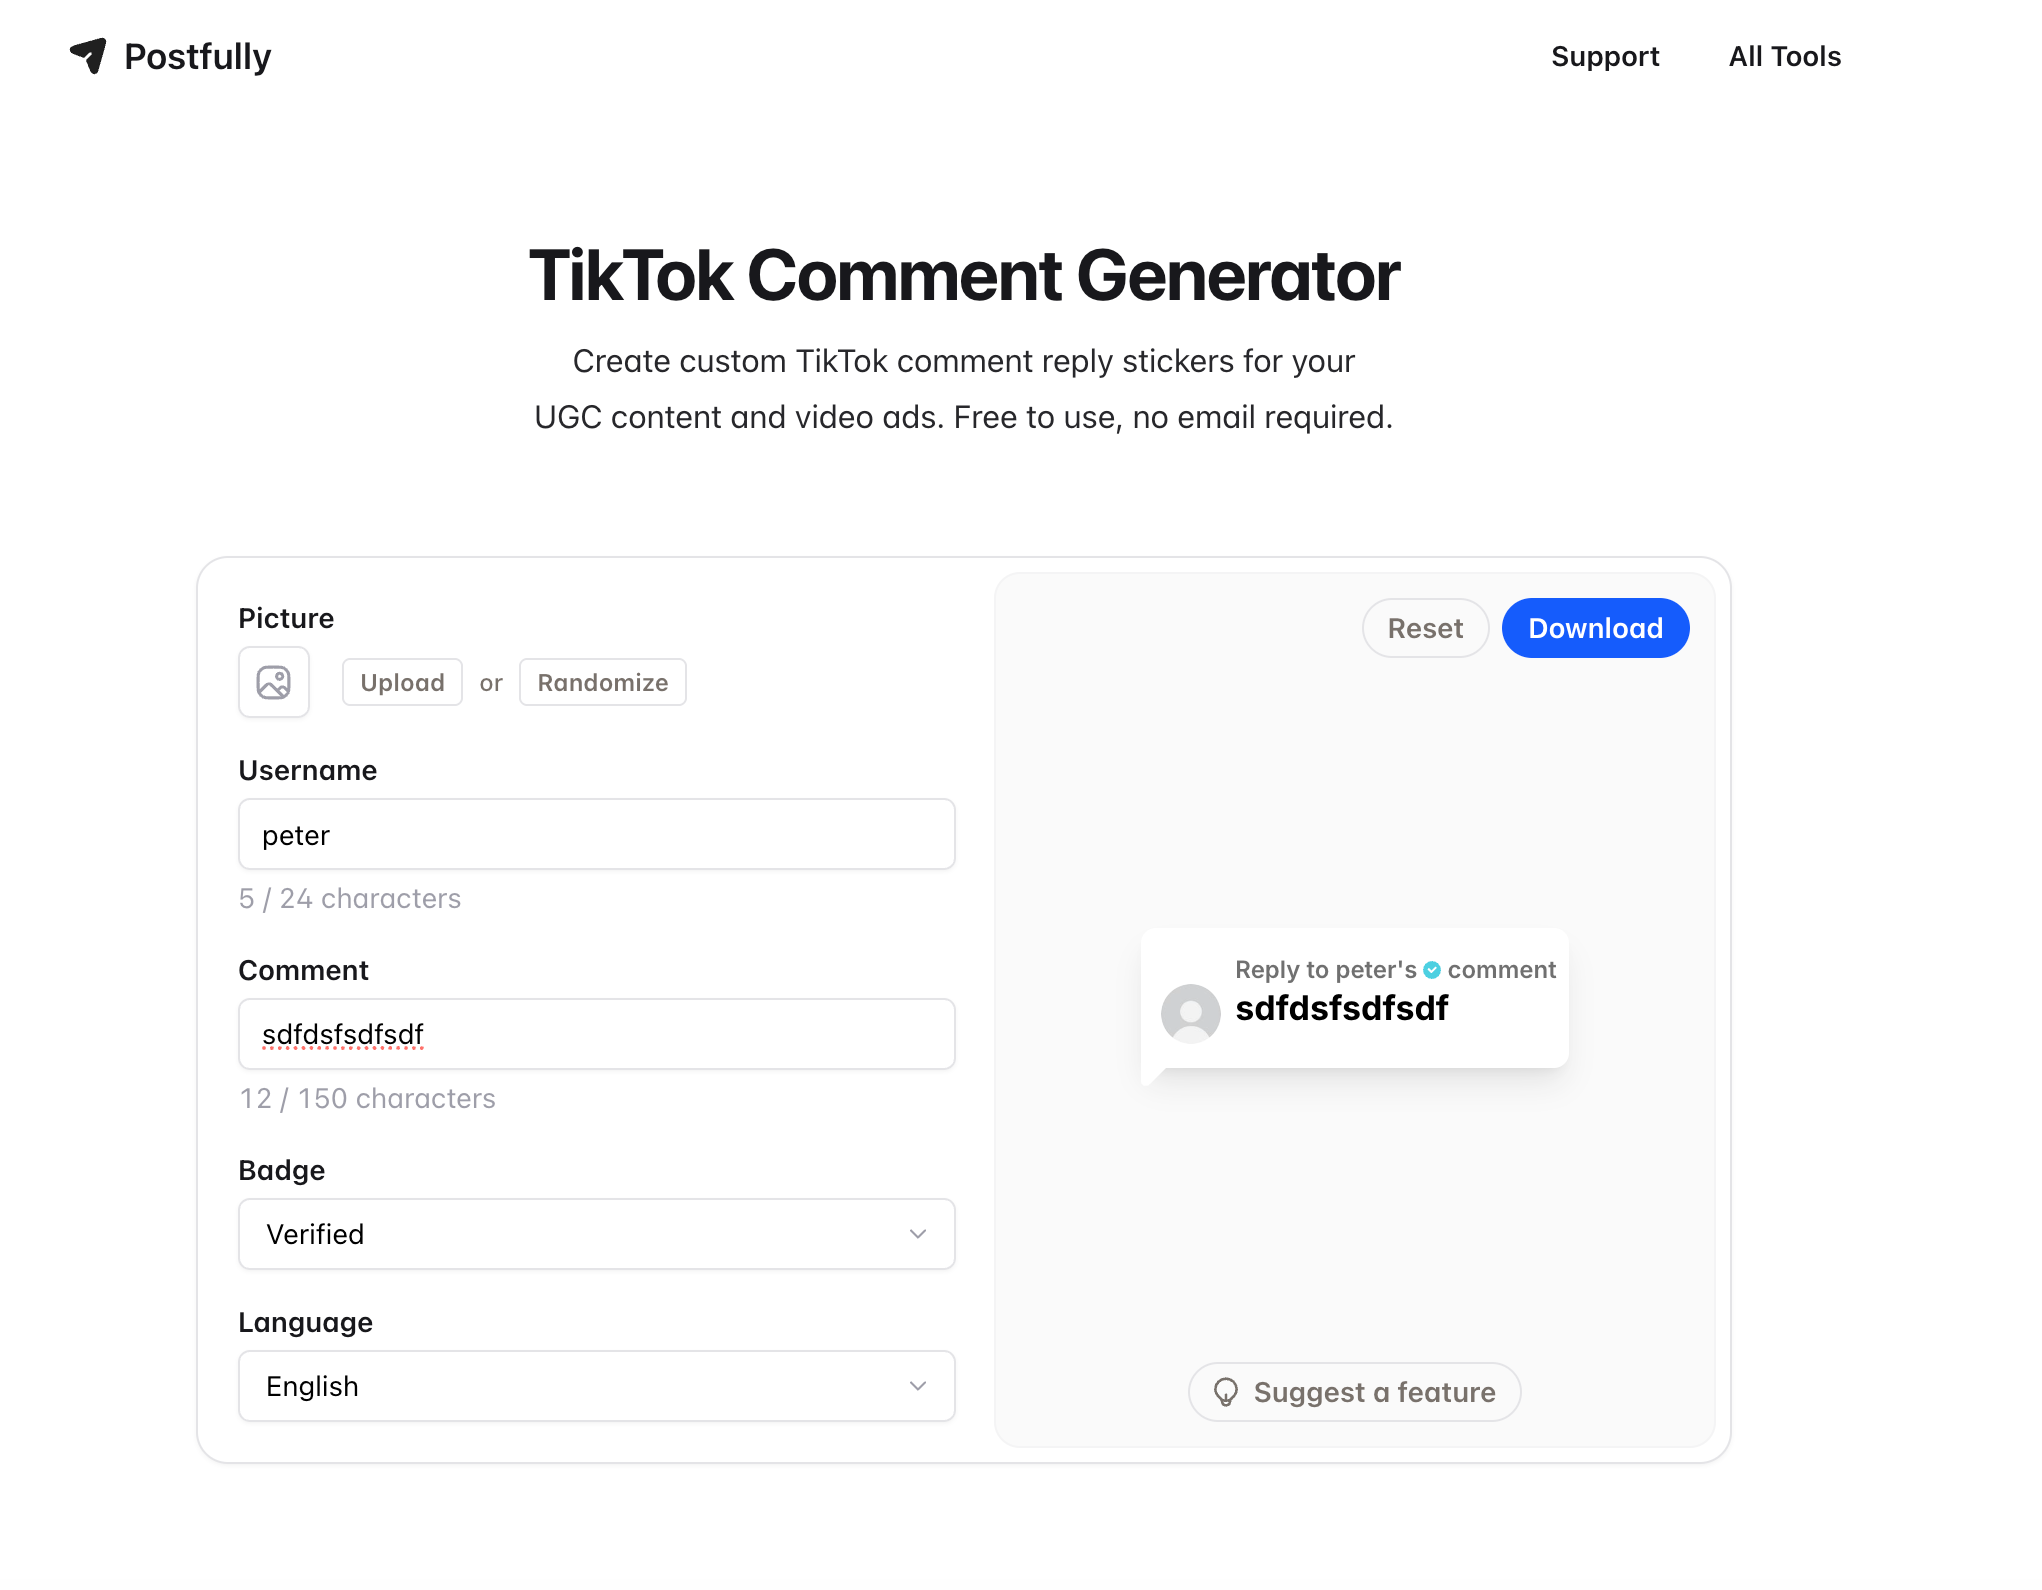 Postfully
Support
All Tools
TikTok Comment Generator
Create custom TikTok comment reply stickers for your
UGC content and video ads. Free to use, no email required.
Picture
Upload or Randomize
Username
peter
5 / 24 characters
Comment
sdfdsfsdfsdf
12 / 150 characters
Badge
Verified
Language
English
Reset
Download
Reply to peter's comment
sdfdsfsdfsdf
Suggest a feature